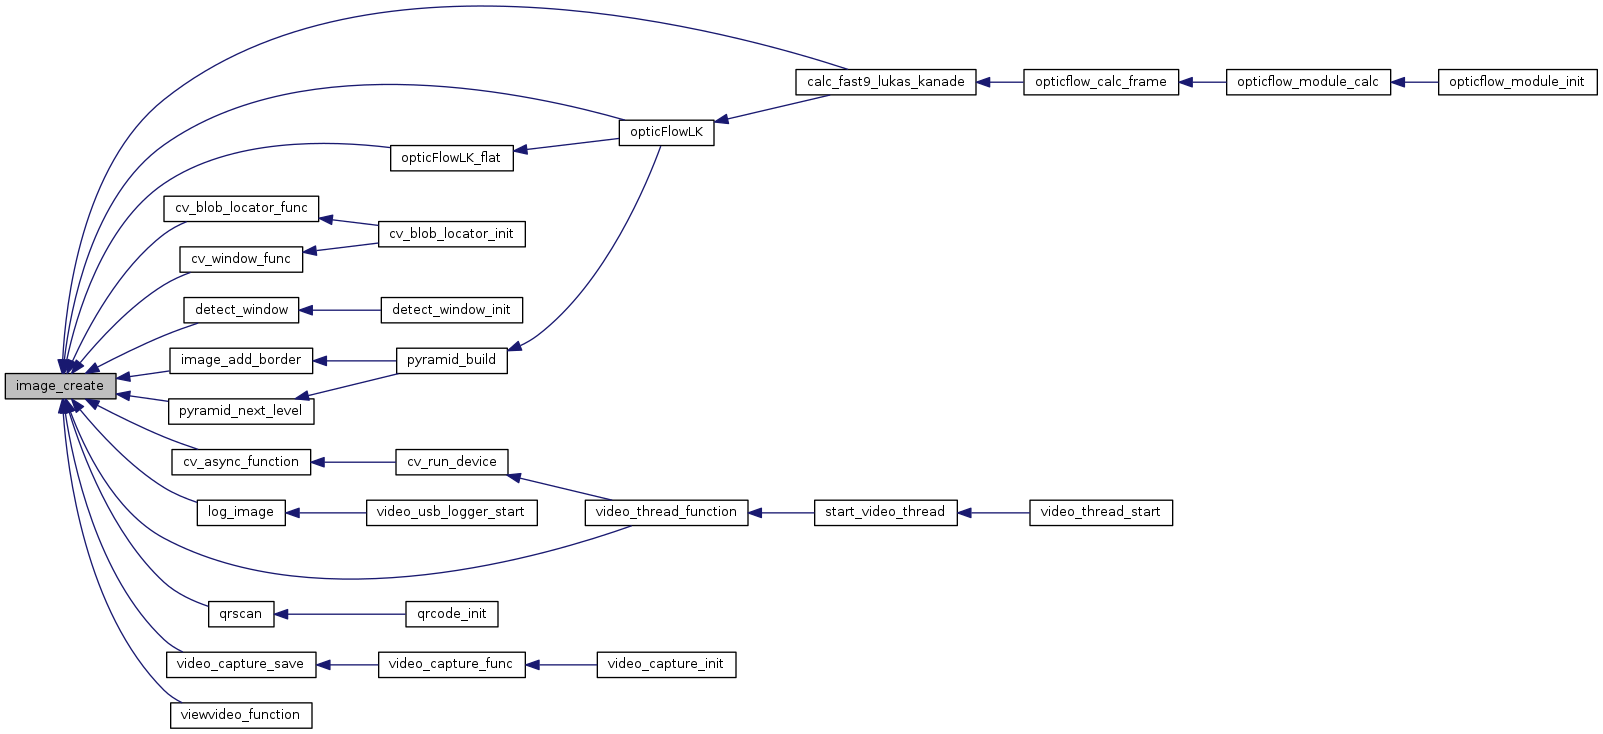 calc_fast9_lukas_kanade
opticflow_calc_frame
opticflow_module_calc
opticflow_module_init
opticFlowLK
opticFlowLK_flat
cv_blob_locator_func
cv_blob_locator_init
cv_window_func
detect_window
detect_window_init
image_add_border
pyramid_build
image_create
pyramid_next_level
cv_async_function
cv_run_device
log_image
video_usb_logger_start
video_thread_function
start_video_thread
video_thread_start
qrscan
qrcode_init
video_capture_save
video_capture_func
video_capture_init
viewvideo_function